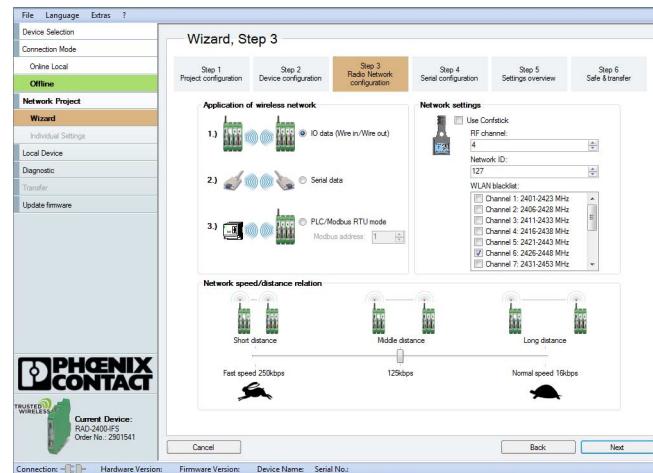 File Language Extras ?
Device Selection
Connection Mode
Online Local
Offline
Network Project
Wizard
Individual Settings
Local Device
Diagnostic
Transfer
Update firmware
PHŒNIX
CONTACT
TRUSTED
WIRELESS
Current Device:
RAD-2400-IFS
Order No.: 2901541
Wizard, Step 3
Step 1
Project configuration
Step 2
Device configuration
Step 3
Radio Network
configuration
Step 4
Serial configuration
Step 5
Settings overview
Step 6
Safe & transfer
Application of wireless network
1.) IO data (Wire in/Wire out)
2.) Serial data
3.) PLC/Modbus RTU mode
Modbus address: 1
Network settings
Use Confstick
RF channel:
4
Network ID:
127
WLAN blacklist:
Channel 1: 2401-2423 MHz
Channel 2: 2406-2428 MHz
Channel 3: 2411-2433 MHz
Channel 4: 2416-2438 MHz
Channel 5: 2421-2443 MHz
Channel 6: 2426-2448 MHz
Channel 7: 2431-2453 MHz
Network speed/distance relation
Short distance Middle distance Long distance
Fast speed 250kbps 125kbps Normal speed 16kbps
Cancel Back Next
Connection: Hardware Version: Firmware Version: Device Name: Serial No.: